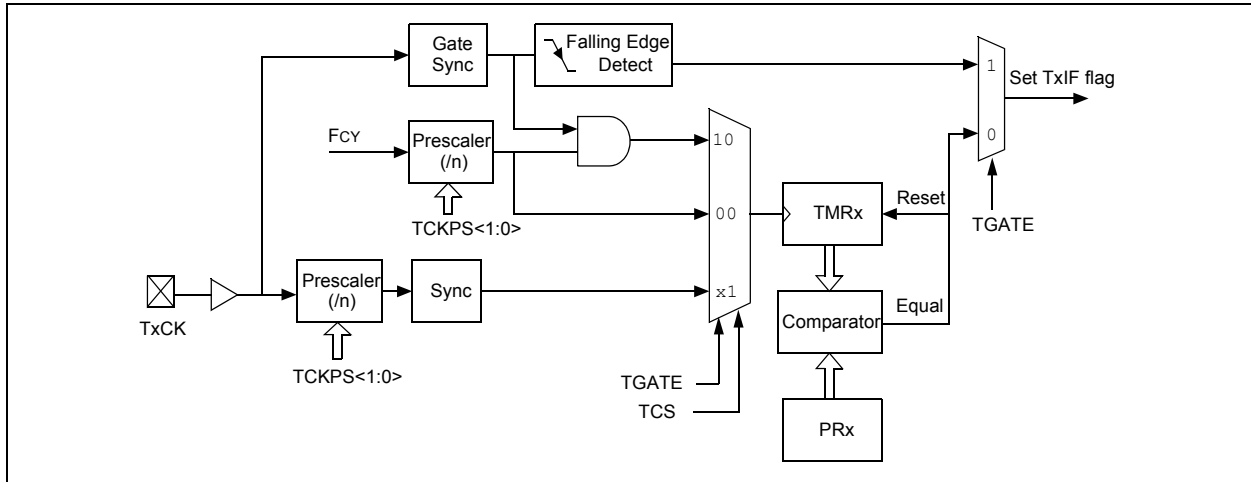 Gate
Sync
Falling Edge
Detect
1
Set TxIF flag
0
FCY
Prescaler
(/n)
10
TCKPS<1:0>
00
TMRx
Reset
TGATE
TxCK
Prescaler
(/n)
Sync
x1
Comparator
Equal
TCKPS<1:0>
TGATE
TCS
PRx